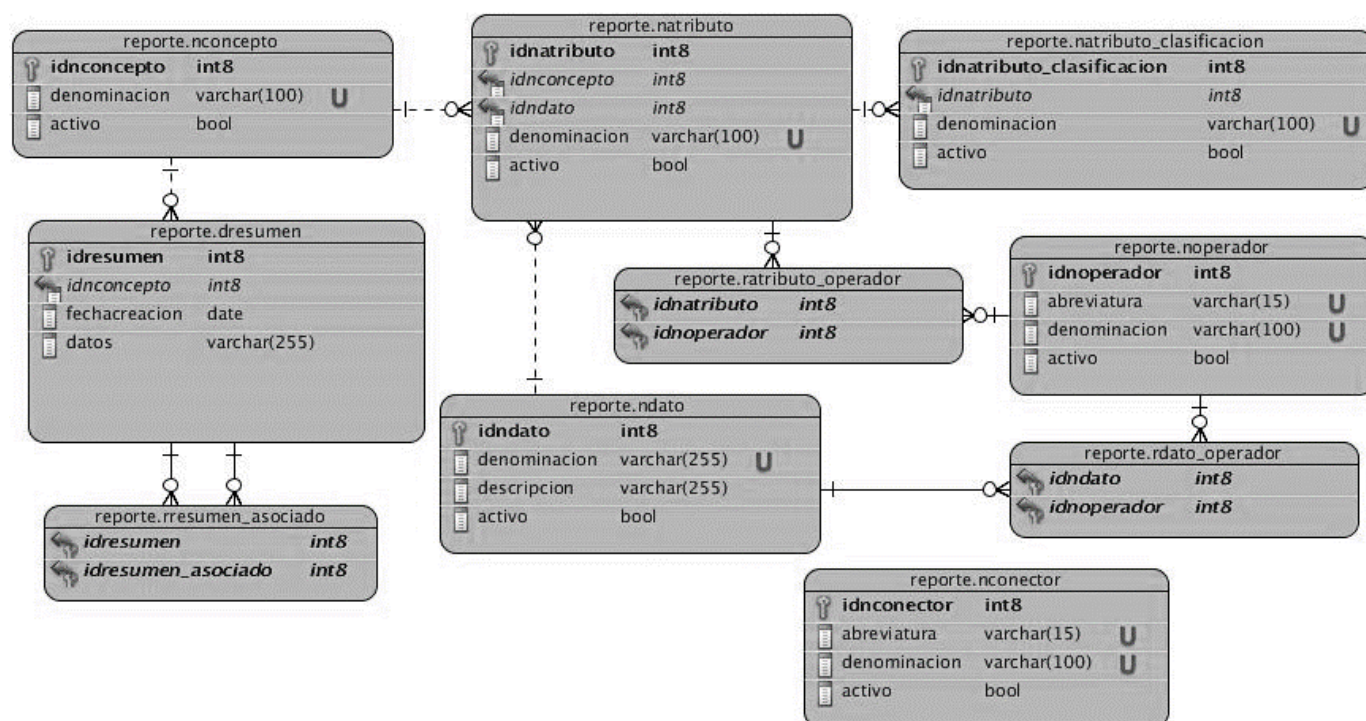 reporte.nconcepto
idnconcepto int8
denominacion varchar(100) U
activo bool
reporte.natributo
idnatributo int8
idnconcepto int8
idndato int8
denominacion varchar(100) U
activo bool
reporte.natributo_clasificacion
idnatributo_clasificacion int8
idnatributo int8
denominacion varchar(100) U
activo bool
reporte.dresumen
idresumen int8
idnconcepto int8
fechacreacion date
datos varchar(255)
reporte.ratributo_operador
idnatributo int8
idnoperador int8
reporte.noperador
idnoperador int8
abreviatura varchar(15) U
denominacion varchar(100) U
activo bool
reporte.ndato
idndato int8
denominacion varchar(255) U
descripcion varchar(255)
activo bool
reporte.rdato_operador
idndato int8
idnoperador int8
reporte.rresumen_asociado
idresumen int8
idresumen_asociado int8
reporte.nconector
idnconector int8
abreviatura varchar(15) U
denominacion varchar(100) U
activo bool